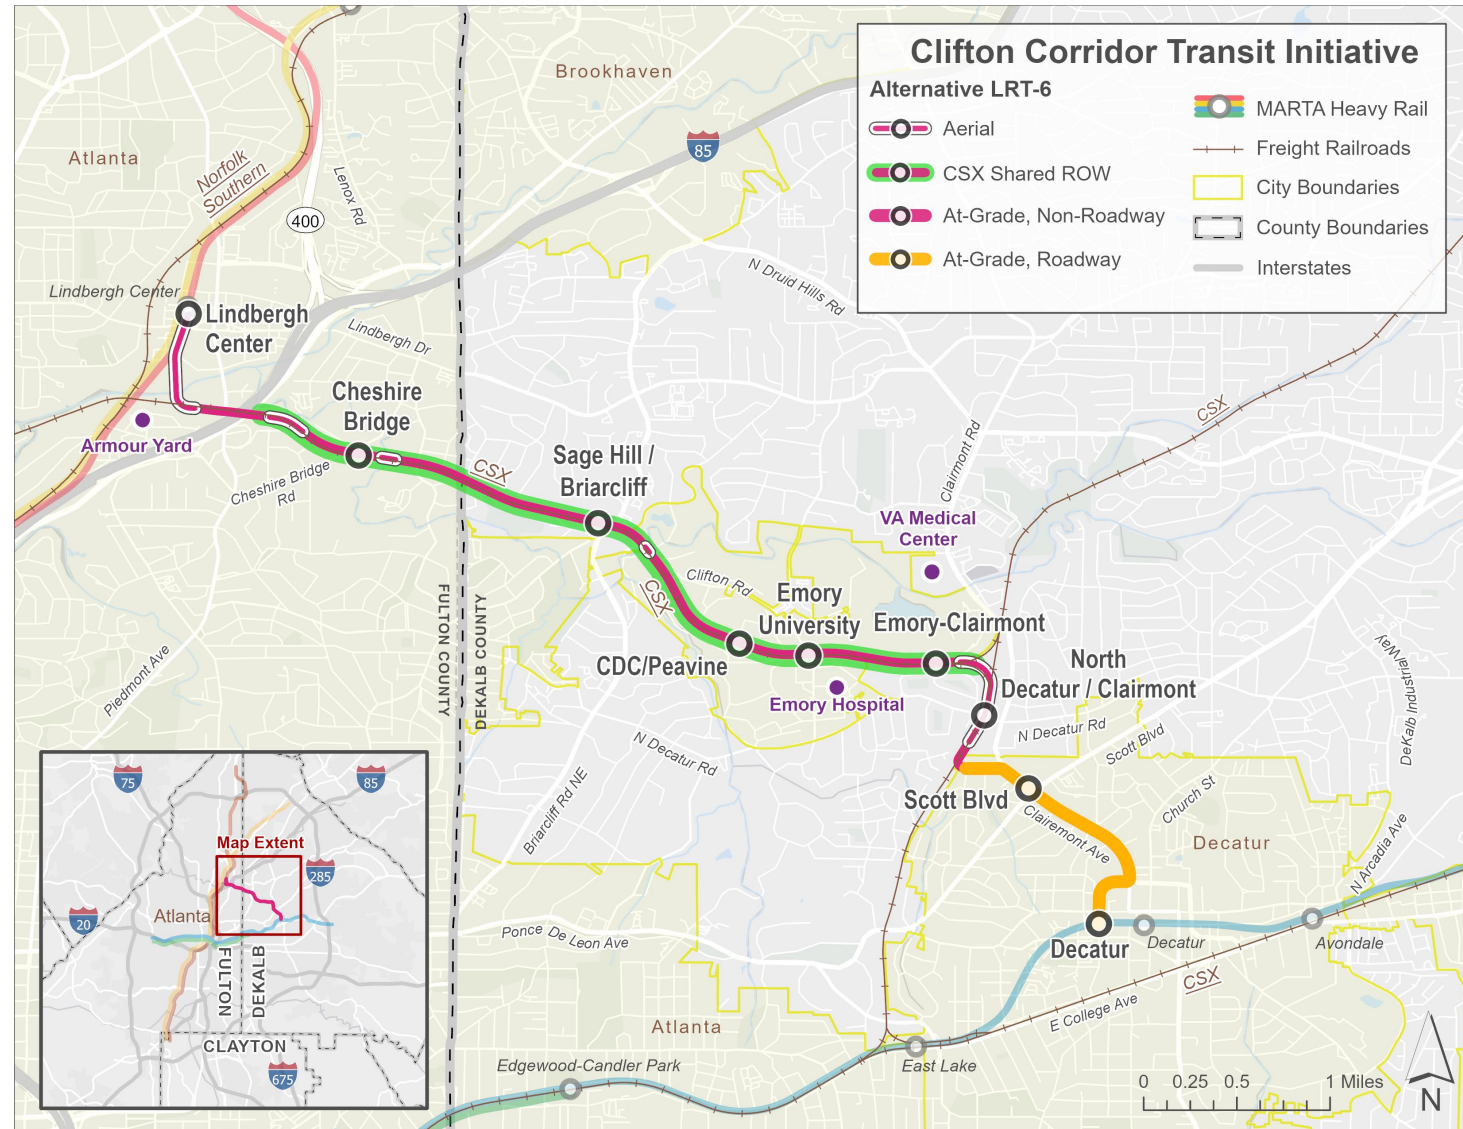 Clifton Corridor Transit Initiative
Alternative LRT-6
Aerial
CSX Shared ROW
At-Grade, Non-Roadway
At-Grade, Roadway
MARTA Heavy Rail
Freight Railroads
City Boundaries
County Boundaries
Interstates
Brookhaven
Atlanta
85
Norfolk
Southern
Lenox Rd
400
N Druid Hills Rd
Lindbergh Center
Lindbergh
Center
Lindbergh Dr
Cheshire
Bridge
Armour Yard
Cheshire Bridge
Rd
CSX
Sage Hill /
Briarcliff
CSX
Clairmont Rd
VA Medical
Center
CSX
Clifton Rd
Emory
University
Emory-Clairmont
FULTON COUNTY
DEKALB COUNTY
CDC/Peavine
Emory Hospital
North
Decatur / Clairmont
Piedmont Ave
N Decatur Rd
N Decatur Rd
Scott Blvd
DeKalb Industrial Way
Briarcliff Rd NE
Scott Blvd
Clairemont Ave
Church St
Decatur
N Arcadia Ave
Ponce De Leon Ave
Decatur
Decatur
Avondale
CSX
E College Ave
Atlanta
East Lake
Edgewood-Candler Park
75
85
Map Extent
285
Atlanta
20
FULTON
DEKALB
CLAYTON
675
0 0.25 0.5 1 Miles
N